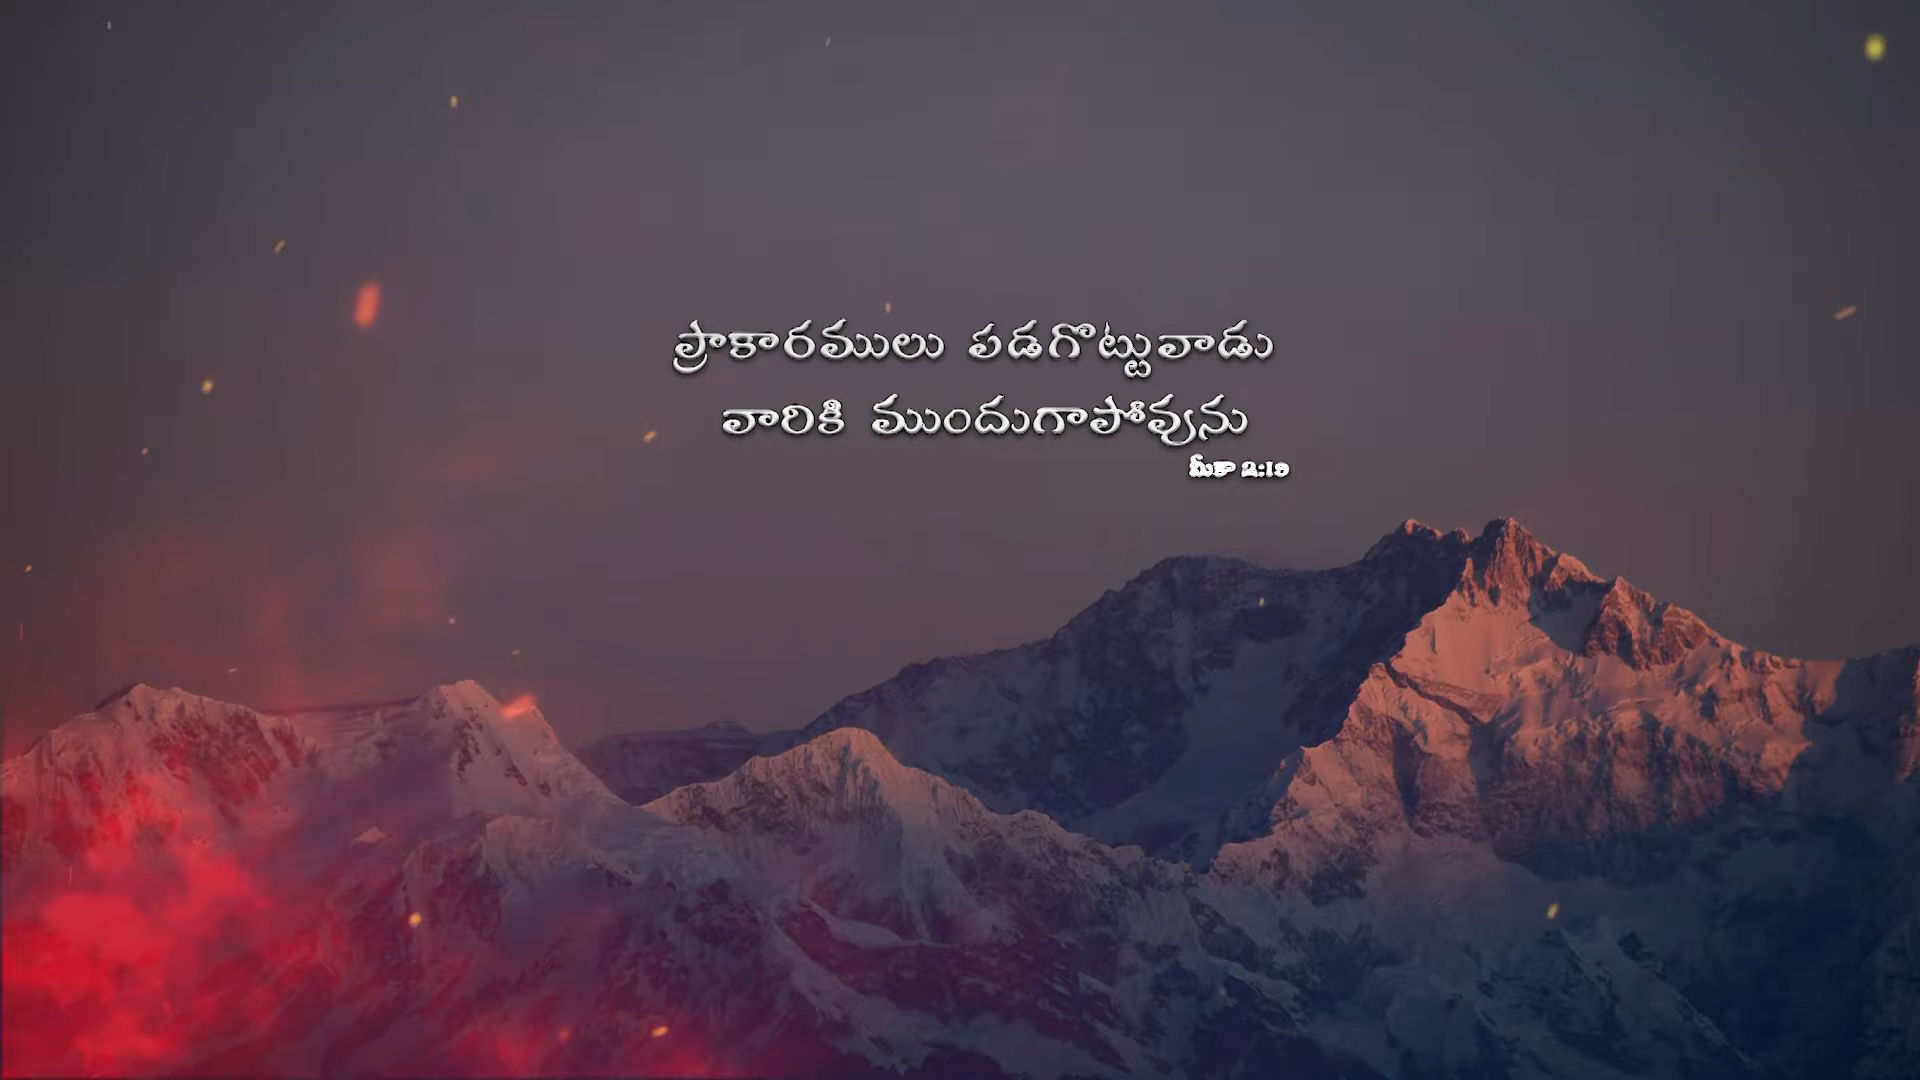 ప్రాకారములు పడగొట్టువాడు
వారికి ముందుగాపోవును
మీకా 2:13